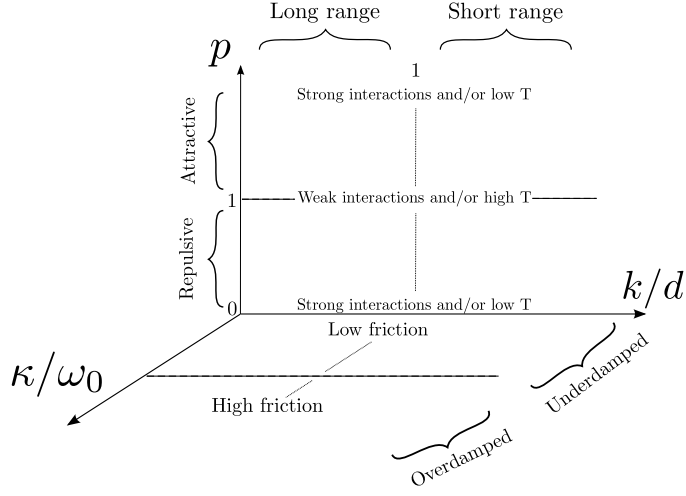 Long range
Short range
p
1
Strong interactions and/or low T
Attractive
1
Weak interactions and/or high T
Repulsive
0
Strong interactions and/or low T
k/d
Low friction
κ/ω₀
High friction
Underdamped
Overdamped